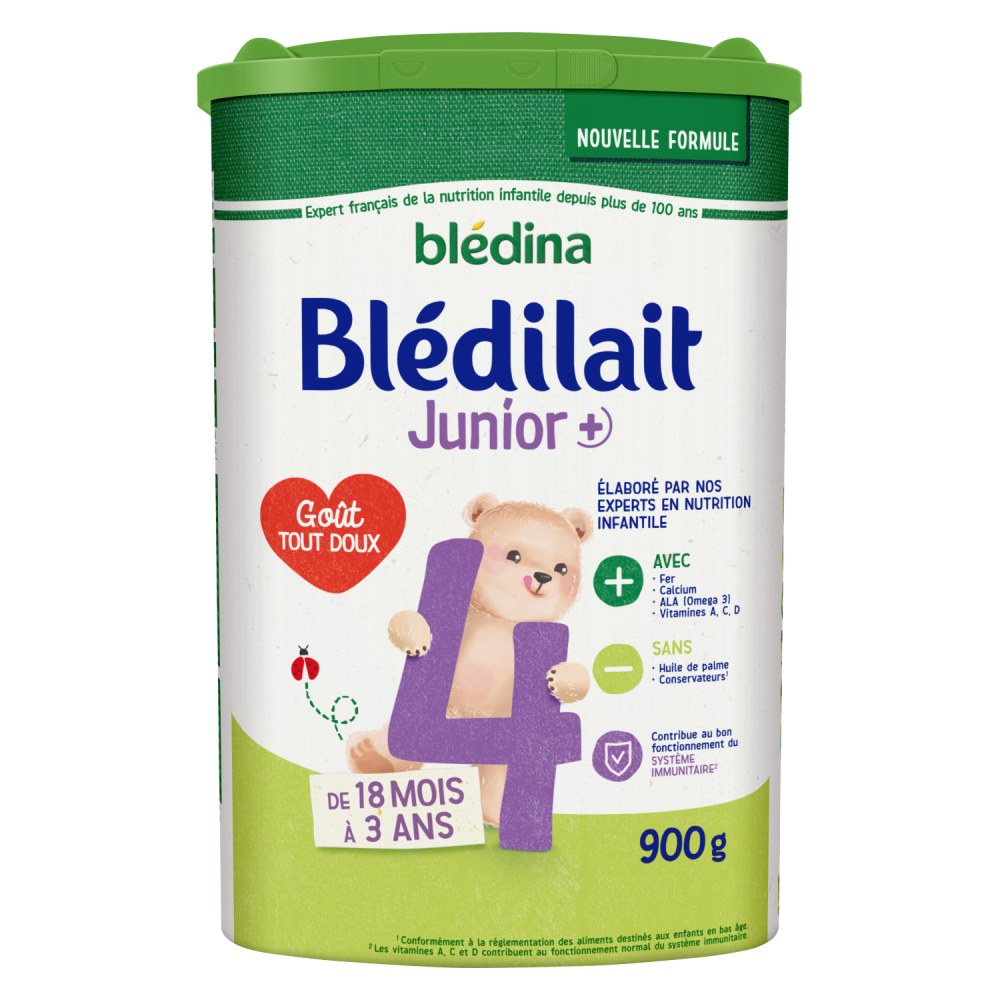 NOUVELLE FORMULE
Expert français de la nutrition infantile depuis plus de 100 ans
blédina
Blédilait
Junior +
Goût
TOUT DOUX
ÉLABORÉ PAR NOS
EXPERTS EN NUTRITION
INFANTILE
+
AVEC
· Fer
· Calcium
· ALA (Omega 3)
· Vitamines A, C, D
4
SANS
· Huile de palme
· Conservateurs¹
Contribue au bon
fonctionnement du
SYSTÈME
IMMUNITAIRE²
DE 18 MOIS
À 3 ANS
900 g
¹ Conformément à la réglementation des aliments destinés aux enfants en bas âge.
² Les vitamines A, C et D contribuent au fonctionnement normal du système immunitaire.